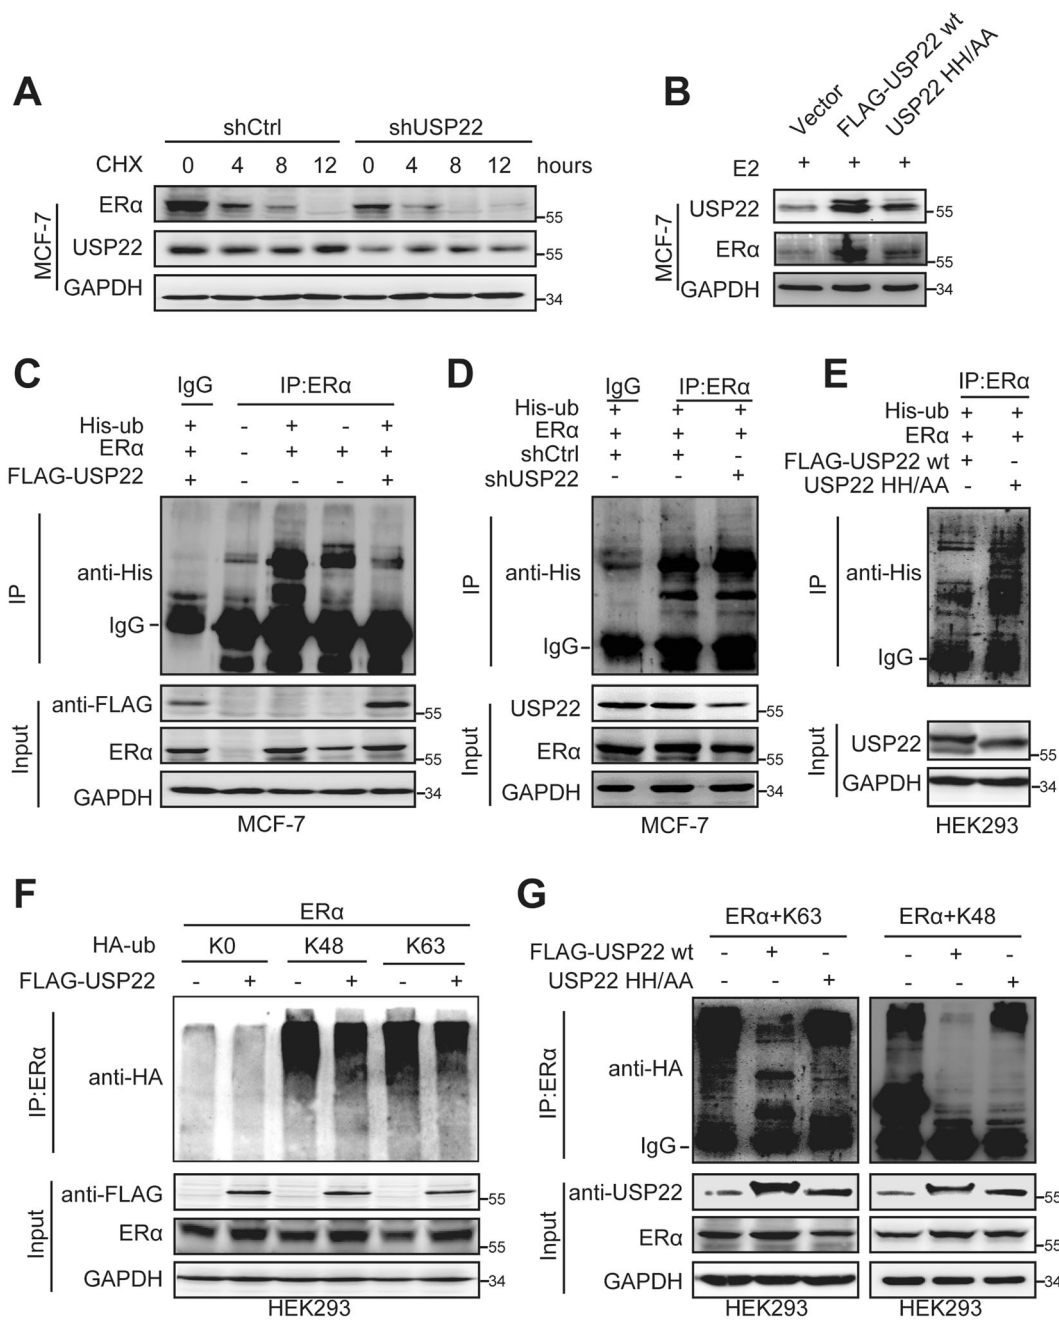 A
shCtrl shUSP22
CHX 0 4 8 12 0 4 8 12 hours
MCF-7
ERα 55
USP22 55
GAPDH 34
B
Vector
FLAG-USP22 wt
USP22 HH/AA
E2 + + +
MCF-7
USP22 55
ERα 55
GAPDH 34
C
IgG IP:ERα
His-ub + - + - +
ERα + - + + +
FLAG-USP22 + - - - +
IP
anti-His
IgG
Input
anti-FLAG 55
ERα 55
GAPDH 34
MCF-7
D
IgG IP:ERα
His-ub + + +
ERα + + +
shCtrl + + -
shUSP22 - - +
IP
anti-His
IgG
Input
USP22 55
ERα 55
GAPDH 34
MCF-7
E
IP:ERα
His-ub + +
ERα + +
FLAG-USP22 wt + -
USP22 HH/AA - +
IP
anti-His
IgG
Input
USP22 55
GAPDH 34
HEK293
F
ERα
HA-ub K0 K48 K63
FLAG-USP22 - + - + - +
IP:ERα
anti-HA
Input
anti-FLAG 55
ERα 55
GAPDH 34
HEK293
G
ERα+K63 ERα+K48
FLAG-USP22 wt - + - - + -
USP22 HH/AA - - + - - +
IP:ERα
anti-HA
IgG
Input
anti-USP22 55
ERα 55
GAPDH 34
HEK293 HEK293